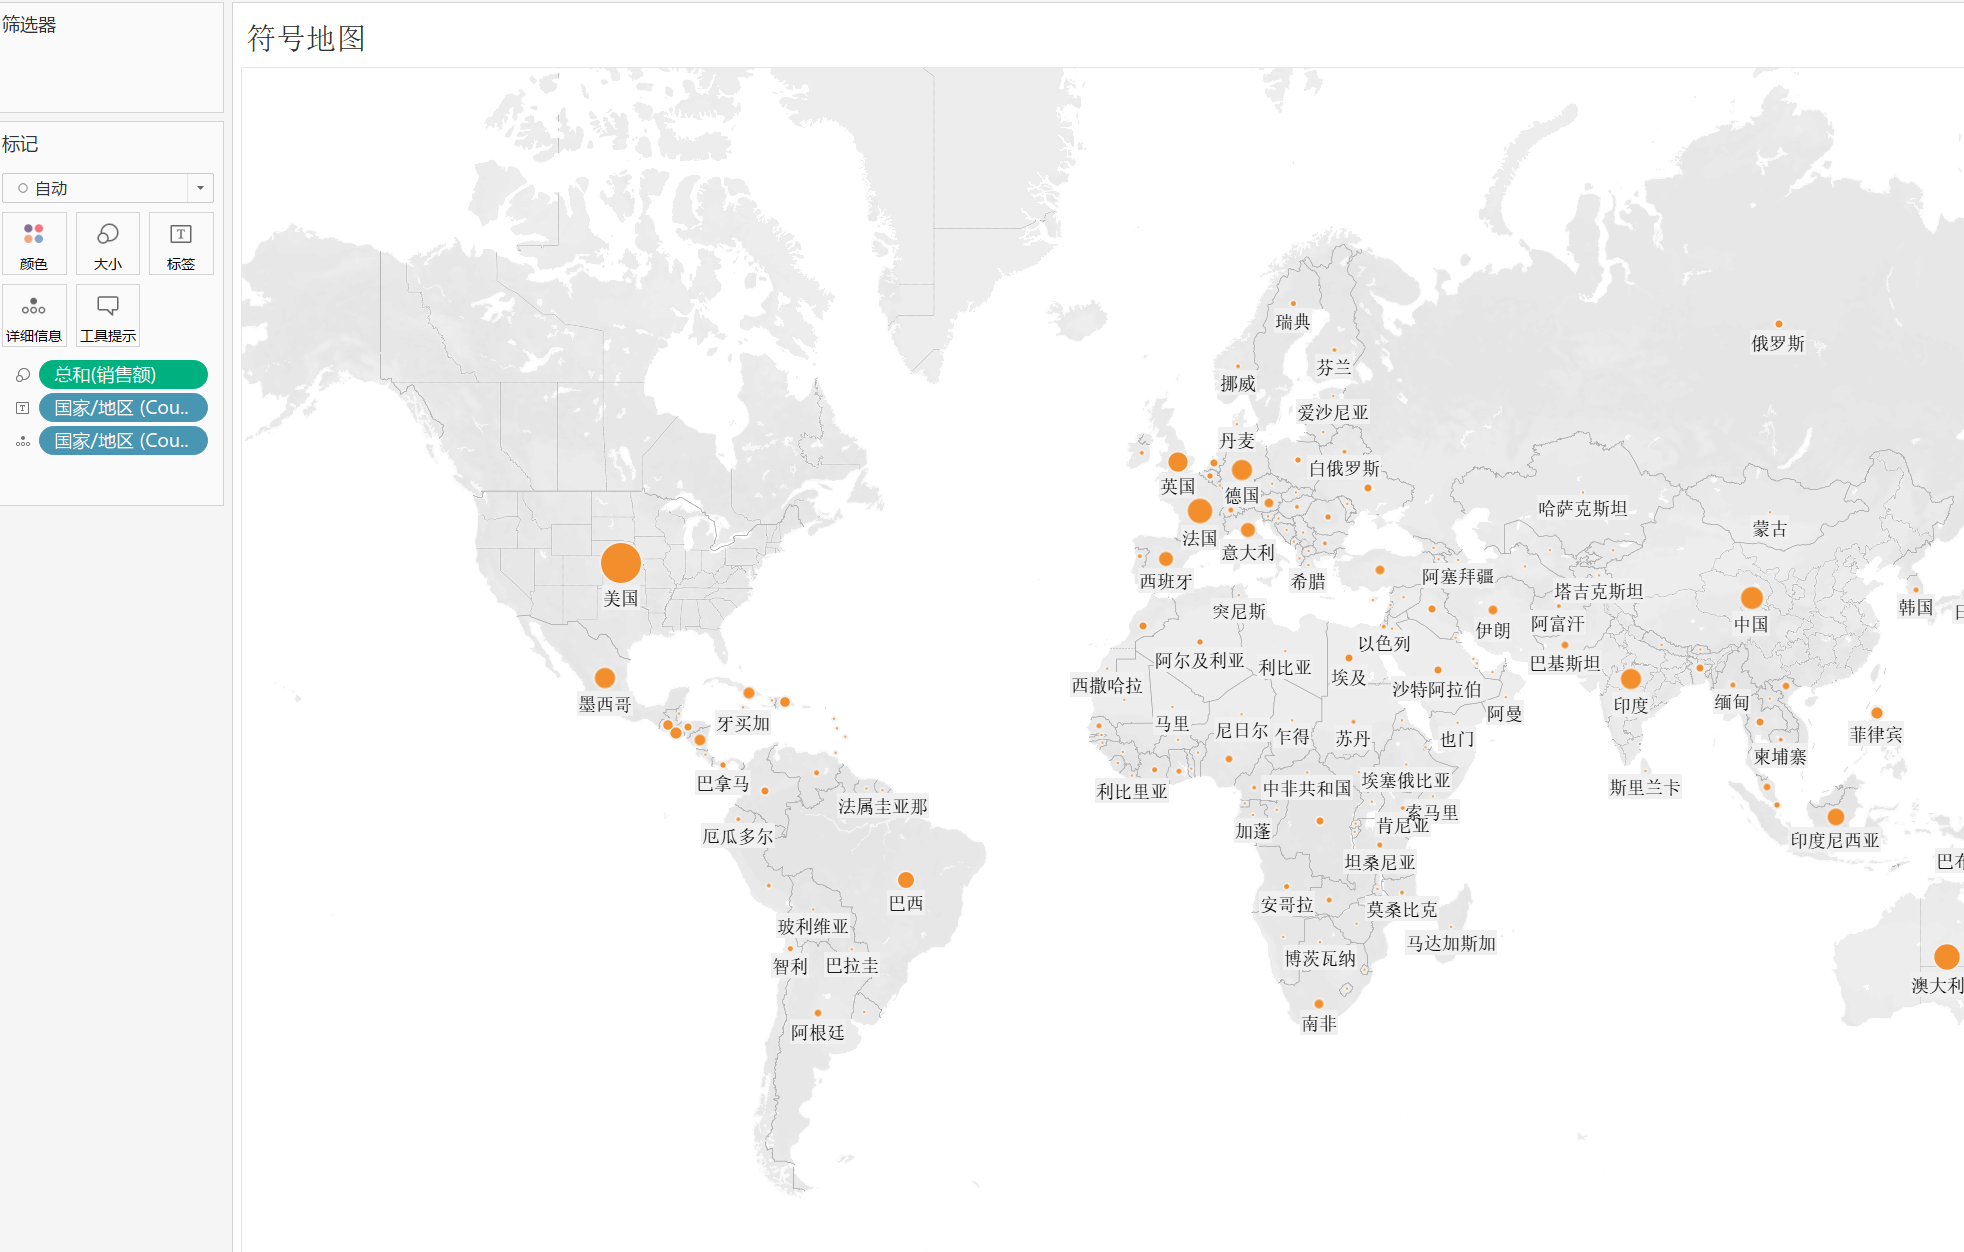 筛选器
标记
自动
颜色
大小
标签
详细信息
工具提示
总和(销售额)
国家/地区 (Cou..
国家/地区 (Cou..
符号地图
瑞典
俄罗斯
芬兰
挪威
爱沙尼亚
丹麦
白俄罗斯
英国
德国
哈萨克斯坦
蒙古
法国
意大利
西班牙
希腊
阿塞拜疆
塔吉克斯坦
美国
突尼斯
伊朗
阿富汗
中国
韩国
日
以色列
阿尔及利亚
利比亚
巴基斯坦
埃及
西撒哈拉
沙特阿拉伯
墨西哥
牙买加
马里
尼日尔
乍得
苏丹
也门
阿曼
印度
缅甸
菲律宾
柬埔寨
巴拿马
利比里亚
中非共和国
埃塞俄比亚
斯里兰卡
法属圭亚那
索马里
厄瓜多尔
加蓬
肯尼亚
印度尼西亚
坦桑尼亚
巴布
巴西
安哥拉
莫桑比克
玻利维亚
马达加斯加
智利
巴拉圭
博茨瓦纳
澳大利
阿根廷
南非